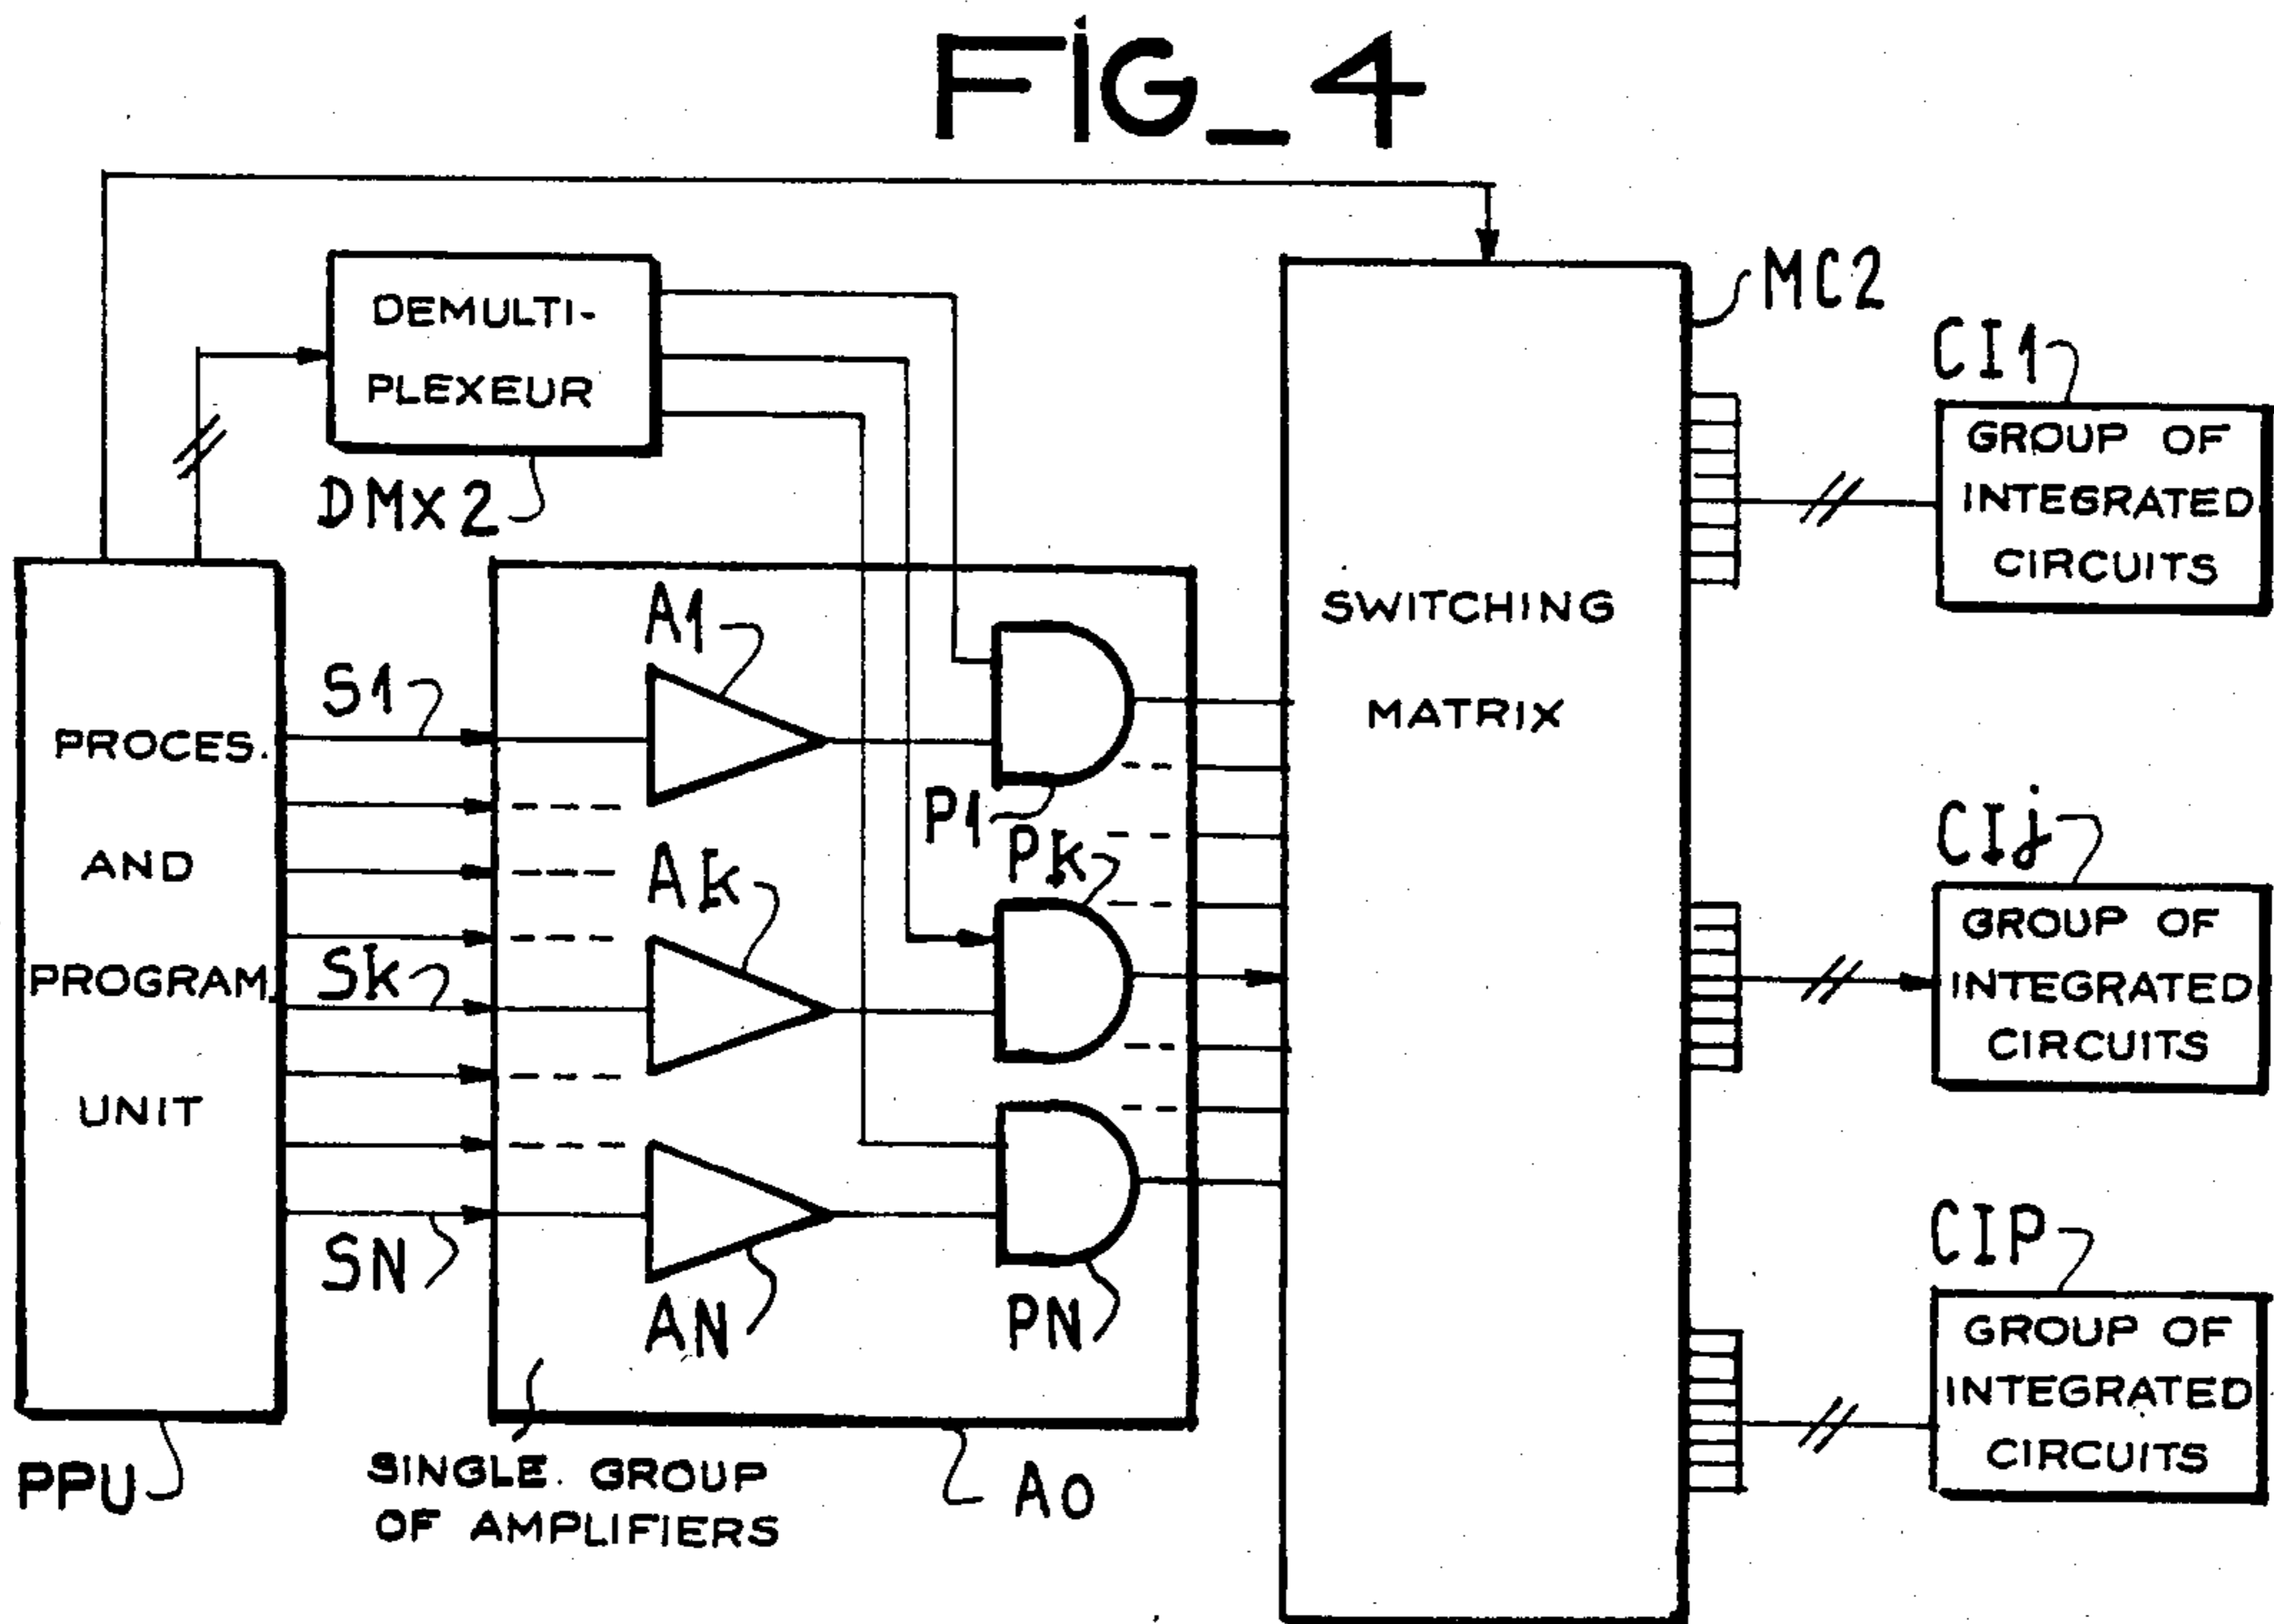 FIG_4
DEMULTI-
PLEXEUR
DMX2
MC2
CI1
GROUP OF
INTEGRATED
CIRCUITS
SWITCHING
MATRIX
A1
S1
PROCES.
AND
PROGRAM.
UNIT
P1
Pk
Ak
Sk
CIj
GROUP OF
INTEGRATED
CIRCUITS
SN
AN
PN
CIP
GROUP OF
INTEGRATED
CIRCUITS
PPU
SINGLE. GROUP
OF AMPLIFIERS
A0